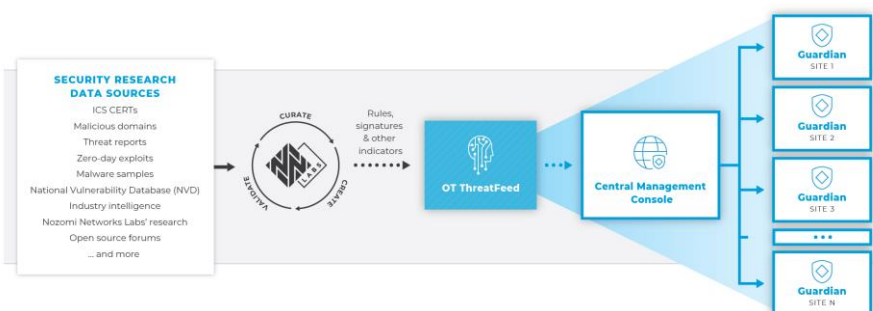 SECURITY RESEARCH
DATA SOURCES
ICS CERTs
Malicious domains
Threat reports
Zero-day exploits
Malware samples
National Vulnerability Database (NVD)
Industry intelligence
Nozomi Networks Labs' research
Open source forums
... and more
CURATE
CREATE
VALIDATE
LABS
Rules,
signatures
& other
indicators
OT ThreatFeed
Central Management
Console
Guardian
SITE 1
Guardian
SITE 2
Guardian
SITE 3
...
Guardian
SITE N